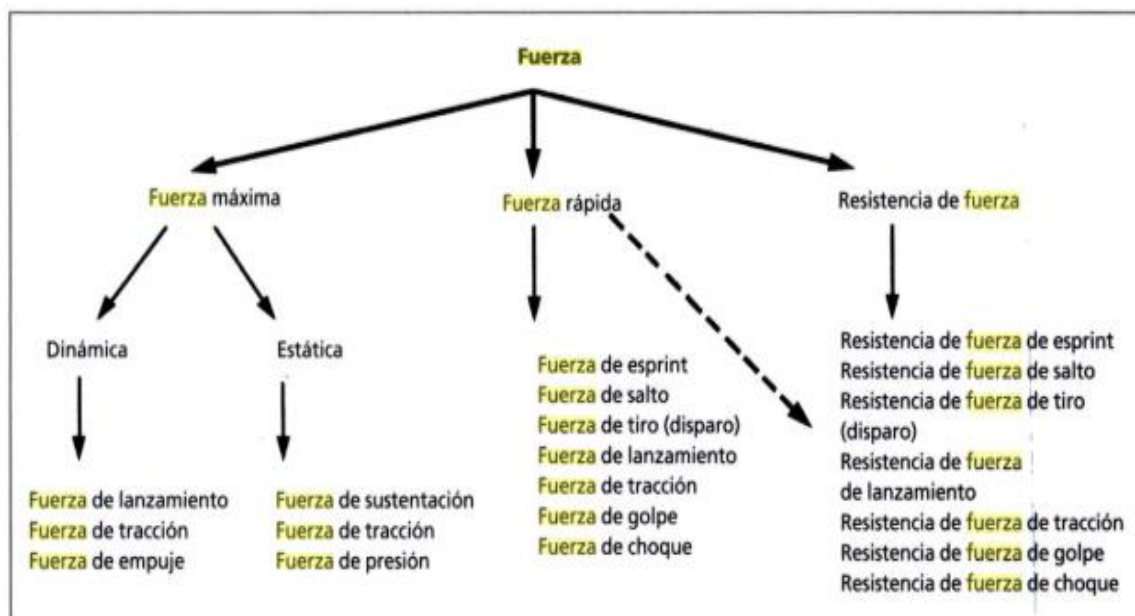 Fuerza
Fuerza máxima
Fuerza rápida
Resistencia de fuerza
Dinámica
Estática
Fuerza de lanzamiento
Fuerza de tracción
Fuerza de empuje
Fuerza de sustentación
Fuerza de tracción
Fuerza de presión
Fuerza de esprint
Fuerza de salto
Fuerza de tiro (disparo)
Fuerza de lanzamiento
Fuerza de tracción
Fuerza de golpe
Fuerza de choque
Resistencia de fuerza de esprint
Resistencia de fuerza de salto
Resistencia de fuerza de tiro
(disparo)
Resistencia de fuerza
de lanzamiento
Resistencia de fuerza de tracción
Resistencia de fuerza de golpe
Resistencia de fuerza de choque